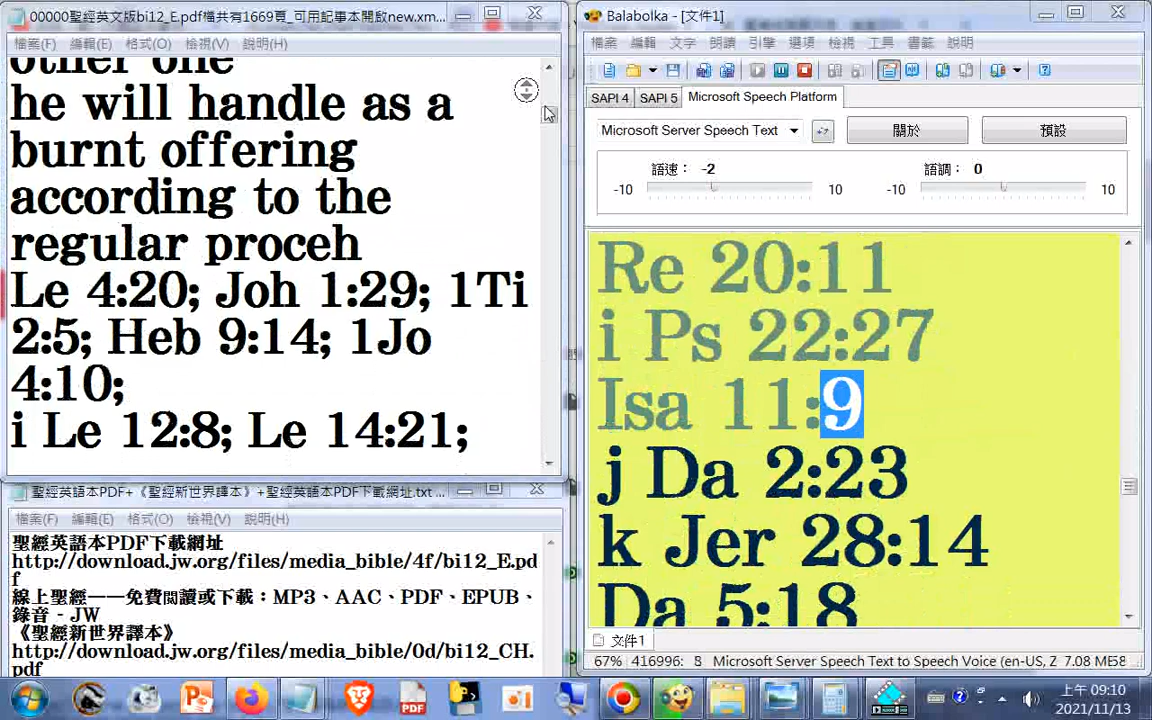 00000聖經英文版bi12_E.pdf檔共有1669頁_可用記事本開啟new.xm...
檔案(F) 編輯(E) 格式(O) 檢視(V) 說明(H)
other one
he will handle as a
burnt offering
according to the
regular proceh
Le 4:20; Joh 1:29; 1Ti
2:5; Heb 9:14; 1Jo
4:10;
i Le 12:8; Le 14:21;
聖經英語本PDF+《聖經新世界譯本》+聖經英語本PDF下載網址.txt ...
檔案(F) 編輯(E) 格式(O) 檢視(V) 說明(H)
聖經英語本PDF下載網址
http://download.jw.org/files/media_bible/4f/bi12_E.pd
f
線上聖經——免費閱讀或下載：MP3、AAC、PDF、EPUB、
錄音 - JW
《聖經新世界譯本》
http://download.jw.org/files/media_bible/0d/bi12_CH.
pdf
Balabolka - [文件1]
檔案 編輯 文字 朗讀 引擎 選項 檢視 工具 書籤 說明
SAPI 4 SAPI 5 Microsoft Speech Platform
Microsoft Server Speech Text 關於 預設
語速： -2 語調： 0
-10 10 -10 10
Re 20:11
i Ps 22:27
Isa 11:9
j Da 2:23
k Jer 28:14
Da 5:18
文件1
67% 416996: 8 Microsoft Server Speech Text to Speech Voice (en-US, Z 7.08 ME58
上午 09:10
2021/11/13